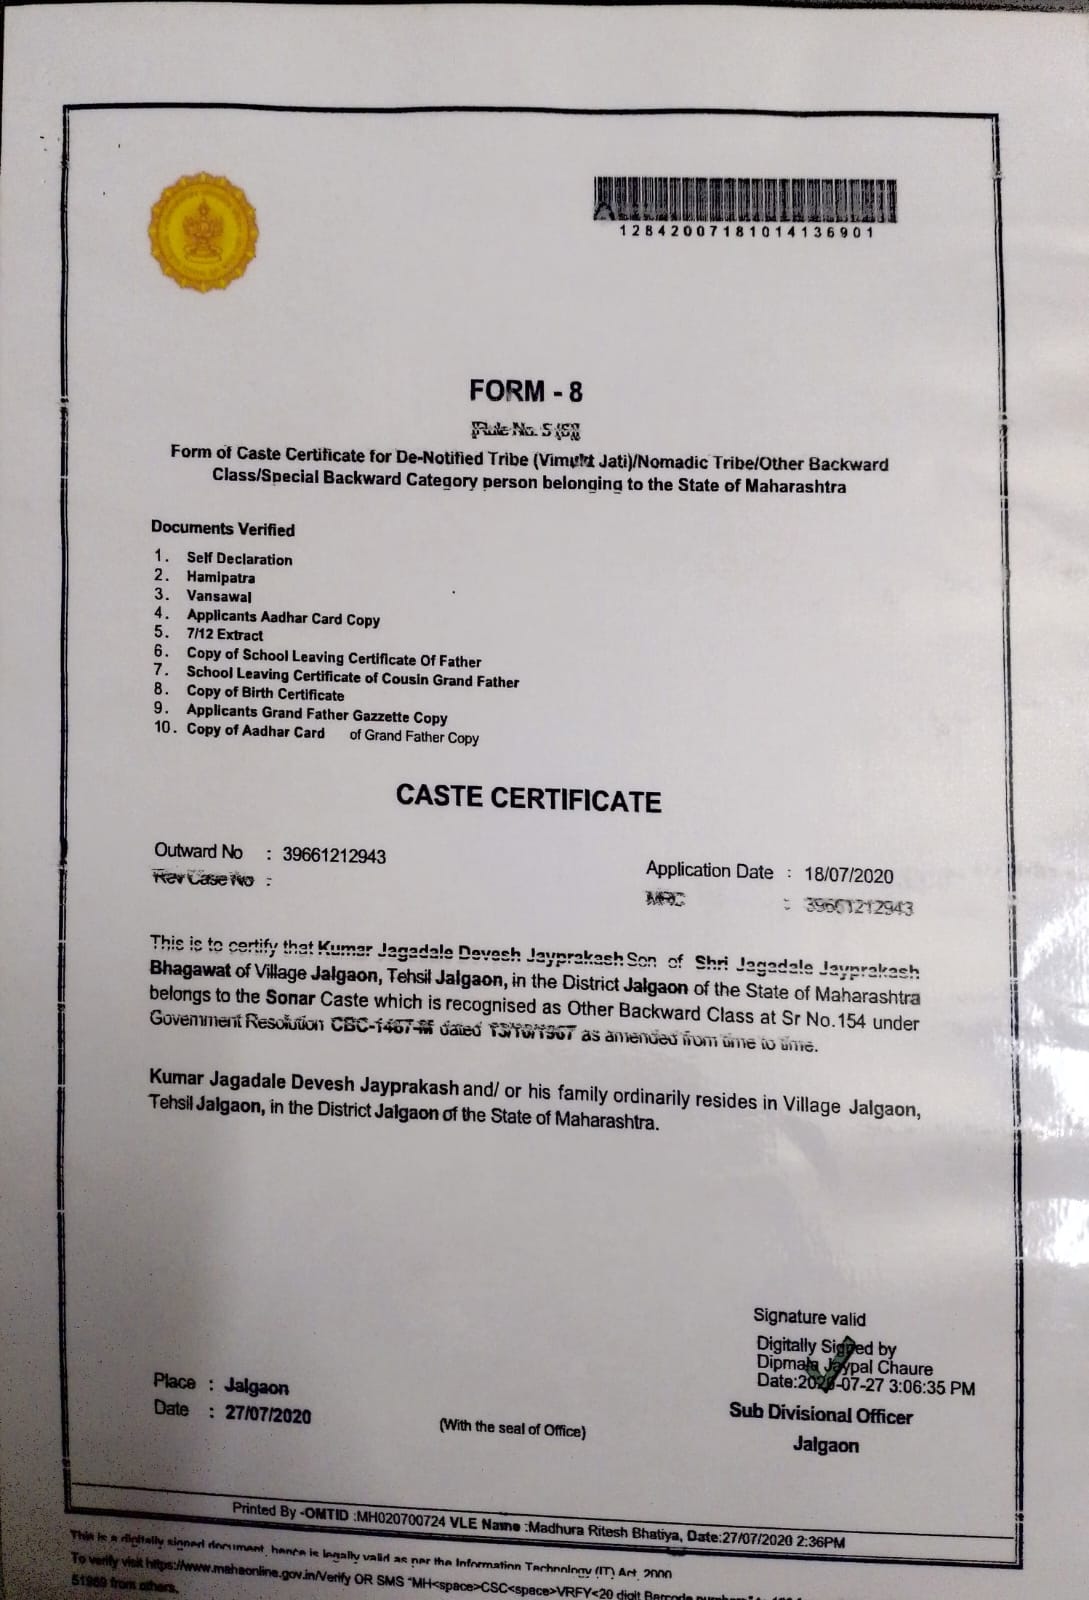 12842007181014136901
FORM - 8
[Rule No. 5 (6)]
Form of Caste Certificate for De-Notified Tribe (Vimukt Jati)/Nomadic Tribe/Other Backward
Class/Special Backward Category person belonging to the State of Maharashtra
Documents Verified
1. Self Declaration
2. Hamipatra
3. Vansawal
4. Applicants Aadhar Card Copy
5. 7/12 Extract
6. Copy of School Leaving Certificate Of Father
7. School Leaving Certificate of Cousin Grand Father
8. Copy of Birth Certificate
9. Applicants Grand Father Gazzette Copy
10. Copy of Aadhar Card of Grand Father Copy
CASTE CERTIFICATE
Outward No : 39661212943
Application Date : 18/07/2020
Rev Case No :
MRC : 39661212943
This is to certify that Kumar Jagadale Devesh Jayprakash Son of Shri Jagadale Jayprakash
Bhagawat of Village Jalgaon, Tehsil Jalgaon, in the District Jalgaon of the State of Maharashtra
belongs to the Sonar Caste which is recognised as Other Backward Class at Sr No.154 under
Government Resolution CBC-1467-M dated 13/10/1967 as amended from time to time.
Kumar Jagadale Devesh Jayprakash and/ or his family ordinarily resides in Village Jalgaon,
Tehsil Jalgaon, in the District Jalgaon of the State of Maharashtra.
Signature valid
Digitally Signed by
Dipmala Jaypal Chaure
Date:2020-07-27 3:06:35 PM
Sub Divisional Officer
Jalgaon
Place : Jalgaon
Date : 27/07/2020
(With the seal of Office)
Printed By -OMTID :MH020700724 VLE Name :Madhura Ritesh Bhatiya, Date:27/07/2020 2:36PM
This is a digitally signed document, hence is legally valid as per the Information Technology (IT) Act, 2000
To verify visit https://www.mahaonline.gov.in/Verify OR SMS "MH<space>CSC<space>VRFY<20 digit Barcode
51969 from others.